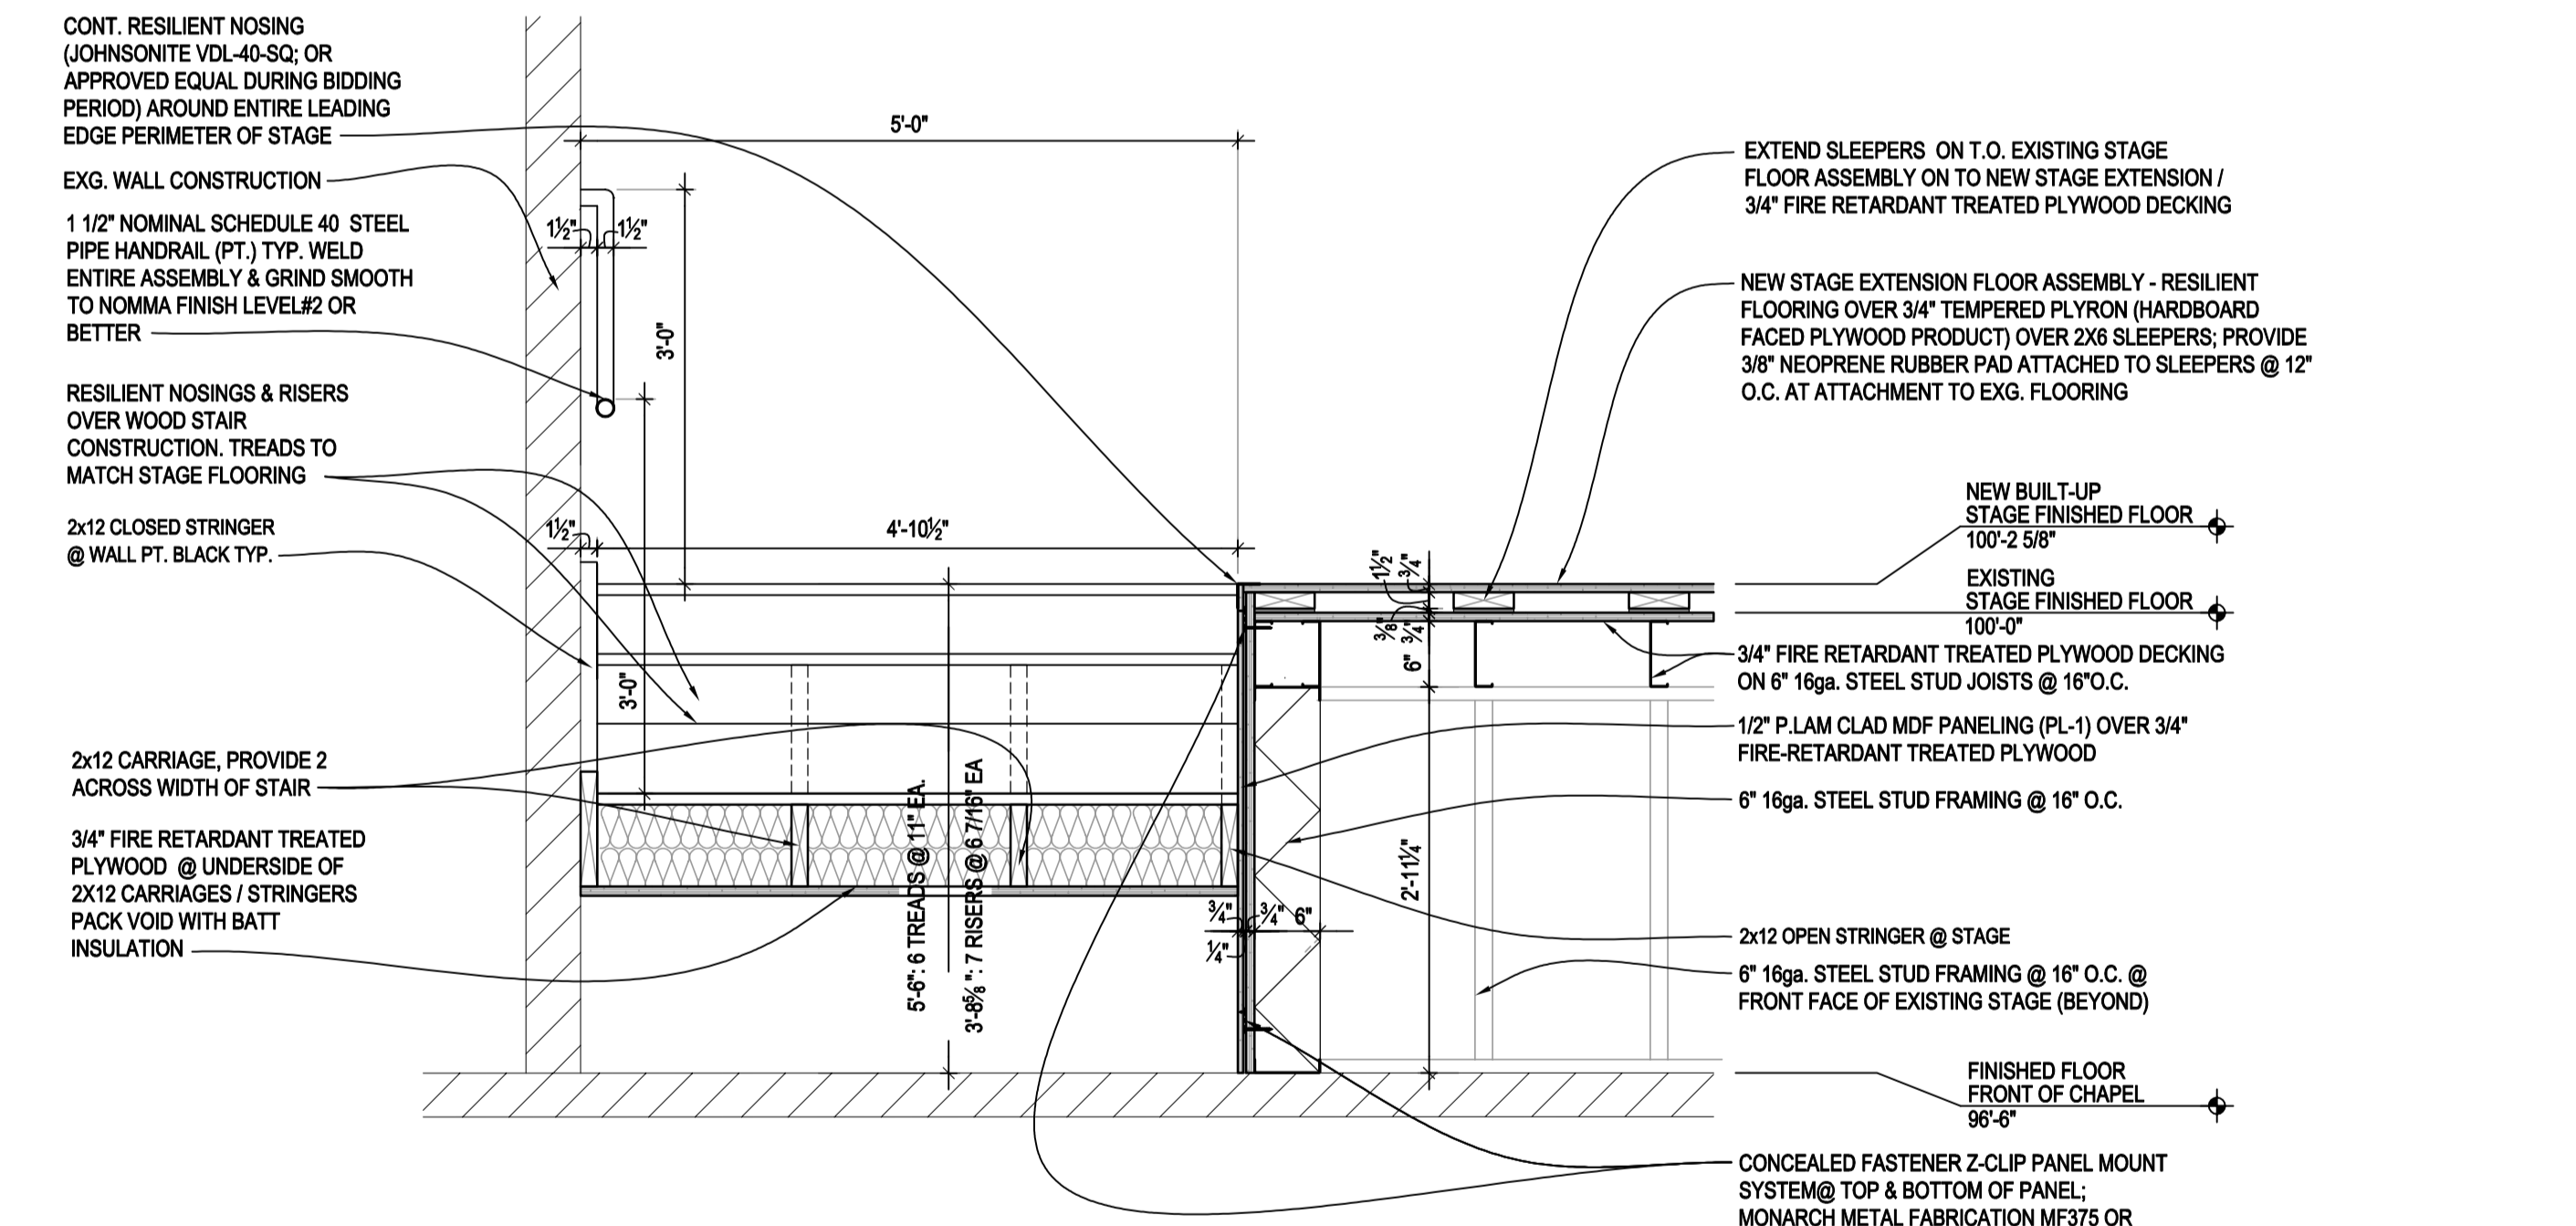 CONT. RESILIENT NOSING
(JOHNSONITE VDL-40-SQ; OR
APPROVED EQUAL DURING BIDDING
PERIOD) AROUND ENTIRE LEADING
EDGE PERIMETER OF STAGE
EXG. WALL CONSTRUCTION
1 1/2" NOMINAL SCHEDULE 40 STEEL
PIPE HANDRAIL (PT.) TYP. WELD
ENTIRE ASSEMBLY & GRIND SMOOTH
TO NOMMA FINISH LEVEL#2 OR
BETTER
RESILIENT NOSINGS & RISERS
OVER WOOD STAIR
CONSTRUCTION. TREADS TO
MATCH STAGE FLOORING
2x12 CLOSED STRINGER
@ WALL PT. BLACK TYP.
2x12 CARRIAGE, PROVIDE 2
ACROSS WIDTH OF STAIR
3/4" FIRE RETARDANT TREATED
PLYWOOD @ UNDERSIDE OF
2X12 CARRIAGES / STRINGERS
PACK VOID WITH BATT
INSULATION
5'-0"
1½"
1½"
3'-0"
1½"
4'-10½"
3'-0"
5'-6": 6 TREADS @ 11" EA.
3'-8⅝ ": 7 RISERS @ 6 7/16" EA
1½"
¾"
⅜"
¾"
6"
2'-11¼"
¾"
¾"
6"
¼"
EXTEND SLEEPERS ON T.O. EXISTING STAGE
FLOOR ASSEMBLY ON TO NEW STAGE EXTENSION /
3/4" FIRE RETARDANT TREATED PLYWOOD DECKING
NEW STAGE EXTENSION FLOOR ASSEMBLY - RESILIENT
FLOORING OVER 3/4" TEMPERED PLYRON (HARDBOARD
FACED PLYWOOD PRODUCT) OVER 2X6 SLEEPERS; PROVIDE
3/8" NEOPRENE RUBBER PAD ATTACHED TO SLEEPERS @ 12"
O.C. AT ATTACHMENT TO EXG. FLOORING
NEW BUILT-UP
STAGE FINISHED FLOOR
100'-2 5/8"
EXISTING
STAGE FINISHED FLOOR
100'-0"
3/4" FIRE RETARDANT TREATED PLYWOOD DECKING
ON 6" 16ga. STEEL STUD JOISTS @ 16"O.C.
1/2" P.LAM CLAD MDF PANELING (PL-1) OVER 3/4"
FIRE-RETARDANT TREATED PLYWOOD
6" 16ga. STEEL STUD FRAMING @ 16" O.C.
2x12 OPEN STRINGER @ STAGE
6" 16ga. STEEL STUD FRAMING @ 16" O.C. @
FRONT FACE OF EXISTING STAGE (BEYOND)
FINISHED FLOOR
FRONT OF CHAPEL
96'-6"
CONCEALED FASTENER Z-CLIP PANEL MOUNT
SYSTEM@ TOP & BOTTOM OF PANEL;
MONARCH METAL FABRICATION MF375 OR